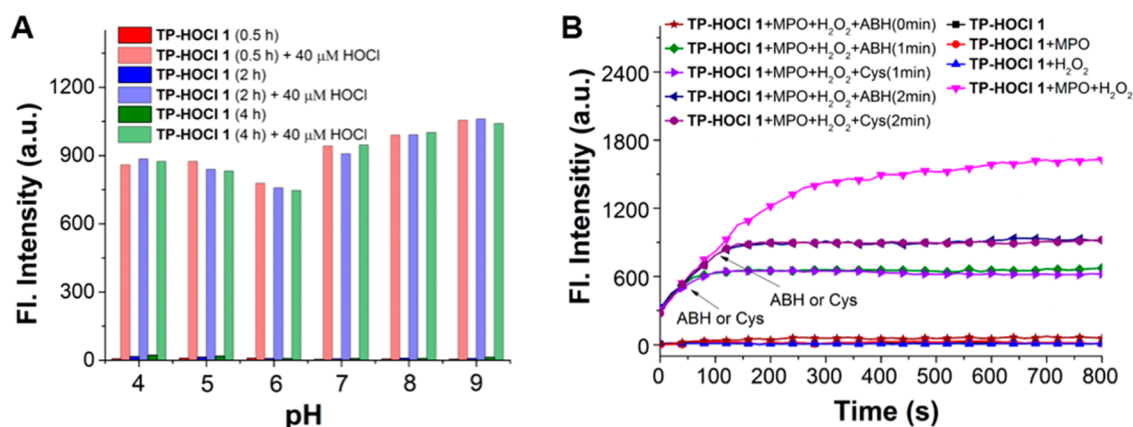 A
TP-HOCl 1 (0.5 h)
TP-HOCl 1 (0.5 h) + 40 μM HOCl
TP-HOCl 1 (2 h)
TP-HOCl 1 (2 h) + 40 μM HOCl
TP-HOCl 1 (4 h)
TP-HOCl 1 (4 h) + 40 μM HOCl
Fl. Intensity (a.u.)
1200
900
600
300
0
4 5 6 7 8 9
pH
B
TP-HOCl 1+MPO+H₂O₂+ABH(0min)
TP-HOCl 1+MPO+H₂O₂+ABH(1min)
TP-HOCl 1+MPO+H₂O₂+Cys(1min)
TP-HOCl 1+MPO+H₂O₂+ABH(2min)
TP-HOCl 1+MPO+H₂O₂+Cys(2min)
TP-HOCl 1
TP-HOCl 1+MPO
TP-HOCl 1+H₂O₂
TP-HOCl 1+MPO+H₂O₂
Fl. Intensity (a.u.)
2400
1800
1200
600
0
ABH or Cys
ABH or Cys
0 100 200 300 400 500 600 700 800
Time (s)